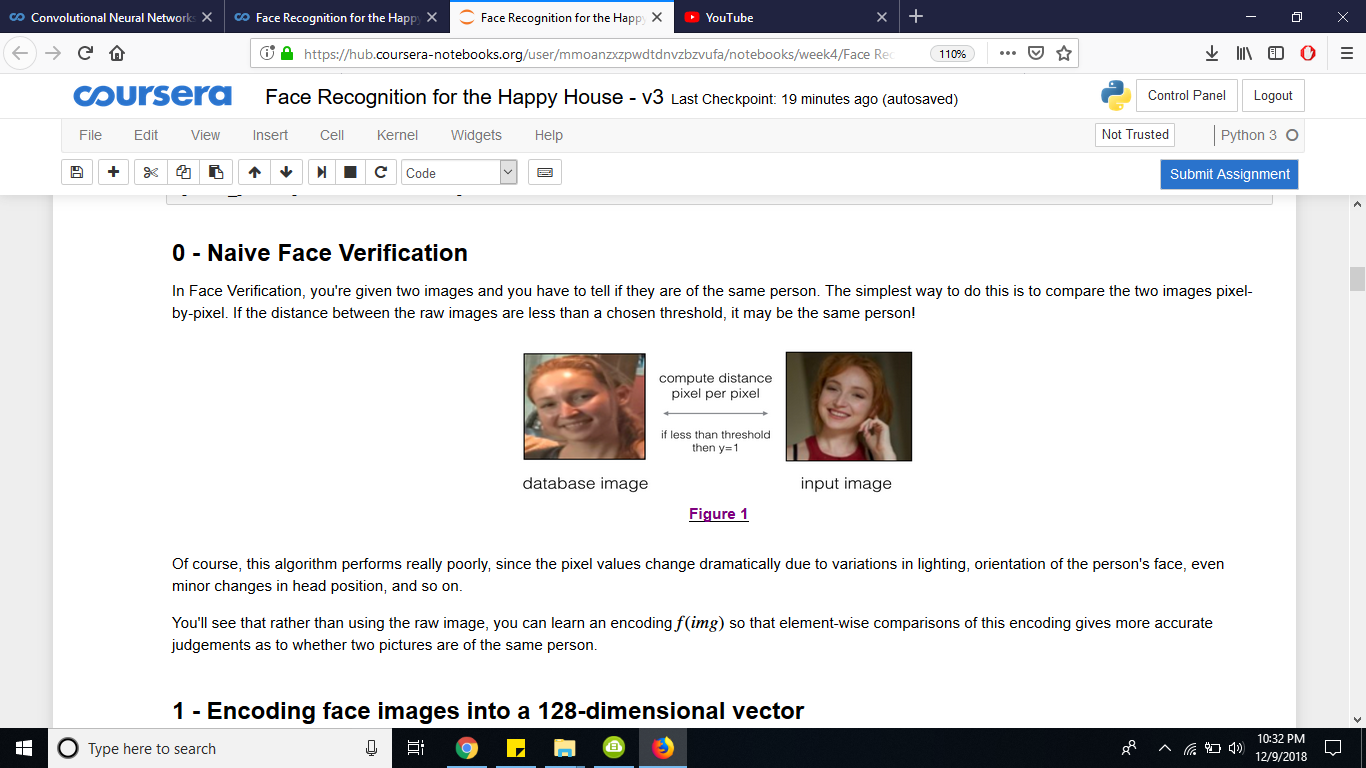 Convolutional Neural Networks
Face Recognition for the Happy
Face Recognition for the Happy
YouTube
https://hub.coursera-notebooks.org/user/mmoanzxzpwdtdnvzbzvufa/notebooks/week4/Face Rec
110%
coursera
Face Recognition for the Happy House - v3 Last Checkpoint: 19 minutes ago (autosaved)
Control Panel
Logout
File Edit View Insert Cell Kernel Widgets Help
Not Trusted
Python 3
Code
Submit Assignment
0 - Naive Face Verification
In Face Verification, you're given two images and you have to tell if they are of the same person. The simplest way to do this is to compare the two images pixel-
by-pixel. If the distance between the raw images are less than a chosen threshold, it may be the same person!
compute distance
pixel per pixel
if less than threshold
then y=1
database image
input image
Figure 1
Of course, this algorithm performs really poorly, since the pixel values change dramatically due to variations in lighting, orientation of the person's face, even
minor changes in head position, and so on.
You'll see that rather than using the raw image, you can learn an encoding f(img) so that element-wise comparisons of this encoding gives more accurate
judgements as to whether two pictures are of the same person.
1 - Encoding face images into a 128-dimensional vector
Type here to search
10:32 PM
12/9/2018